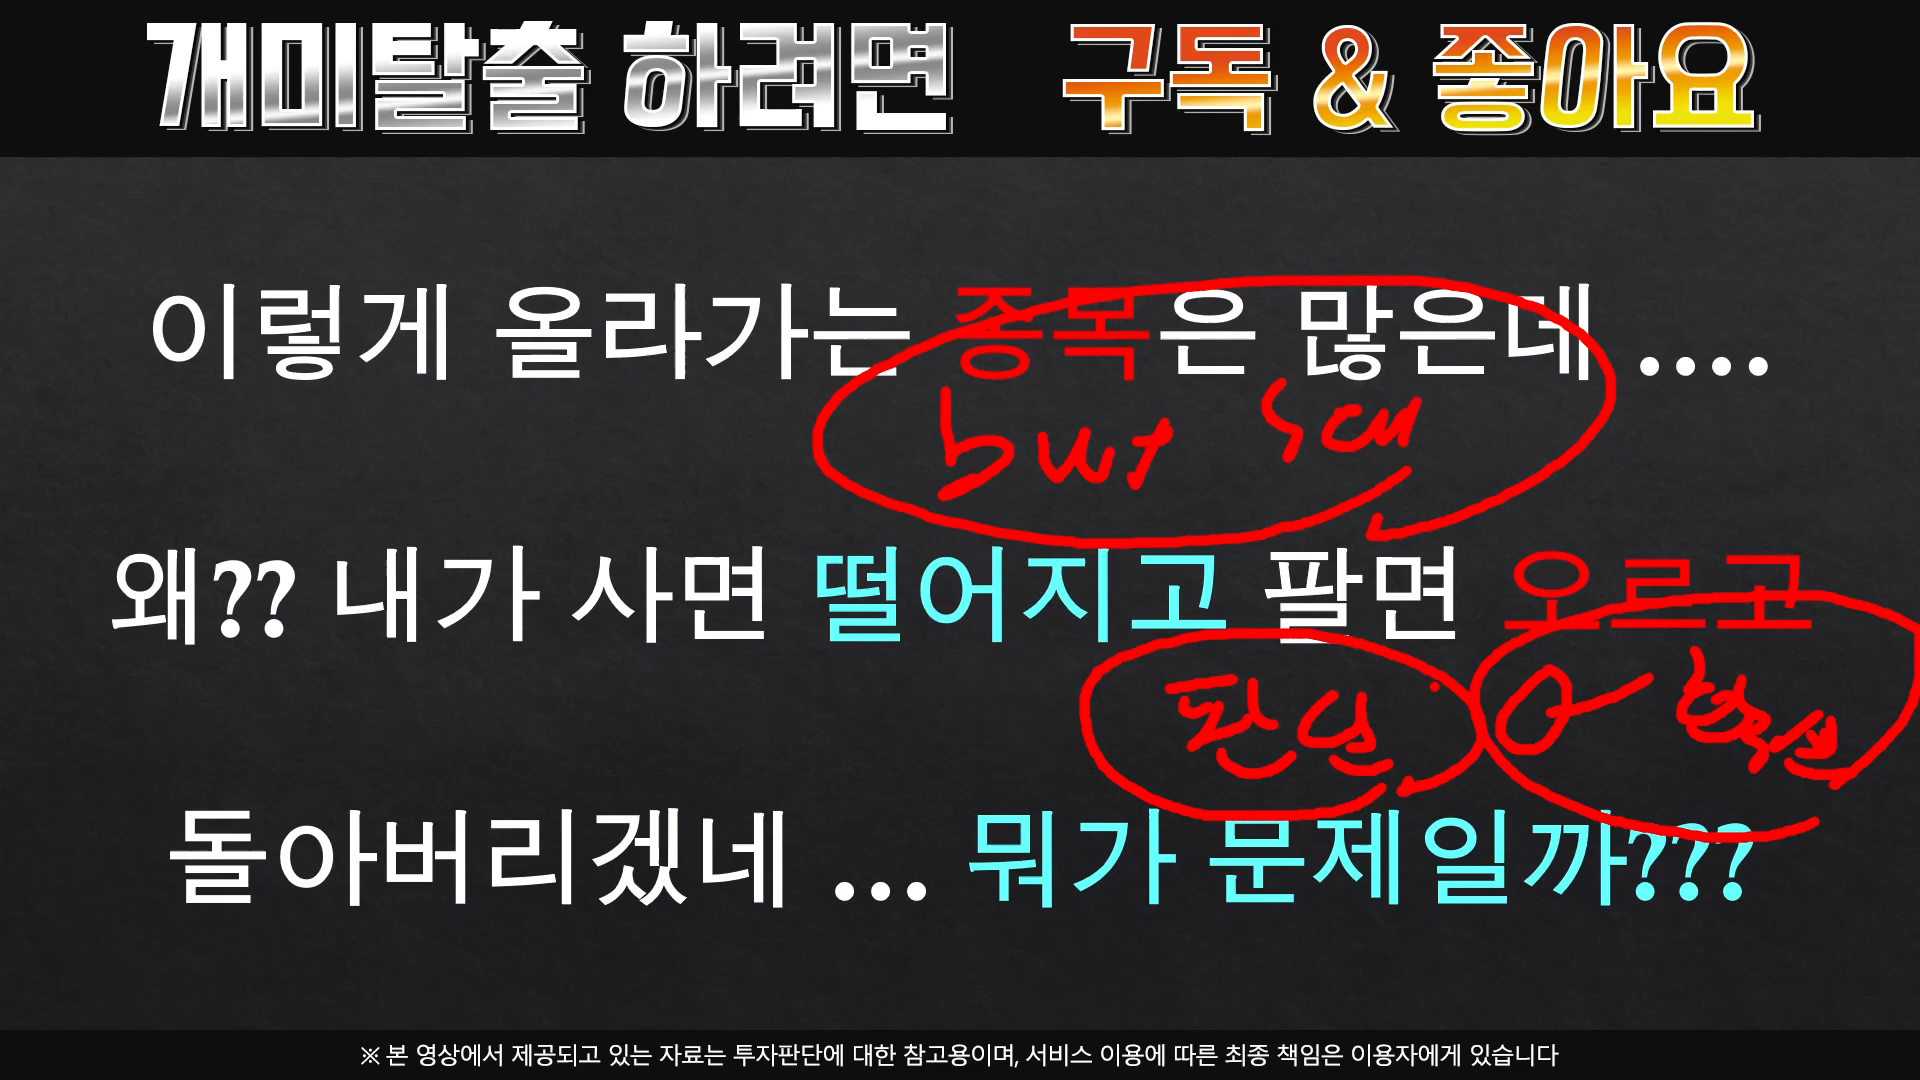 개미탈출 하려면 구독 & 좋아요
이렇게 올라가는 종목은 많은데 ....
but
왜?? 내가 사면 떨어지고 팔면 오르고
판단
돌아버리겠네 ... 뭐가 문제일까???
※ 본 영상에서 제공되고 있는 자료는 투자판단에 대한 참고용이며, 서비스 이용에 따른 최종 책임은 이용자에게 있습니다